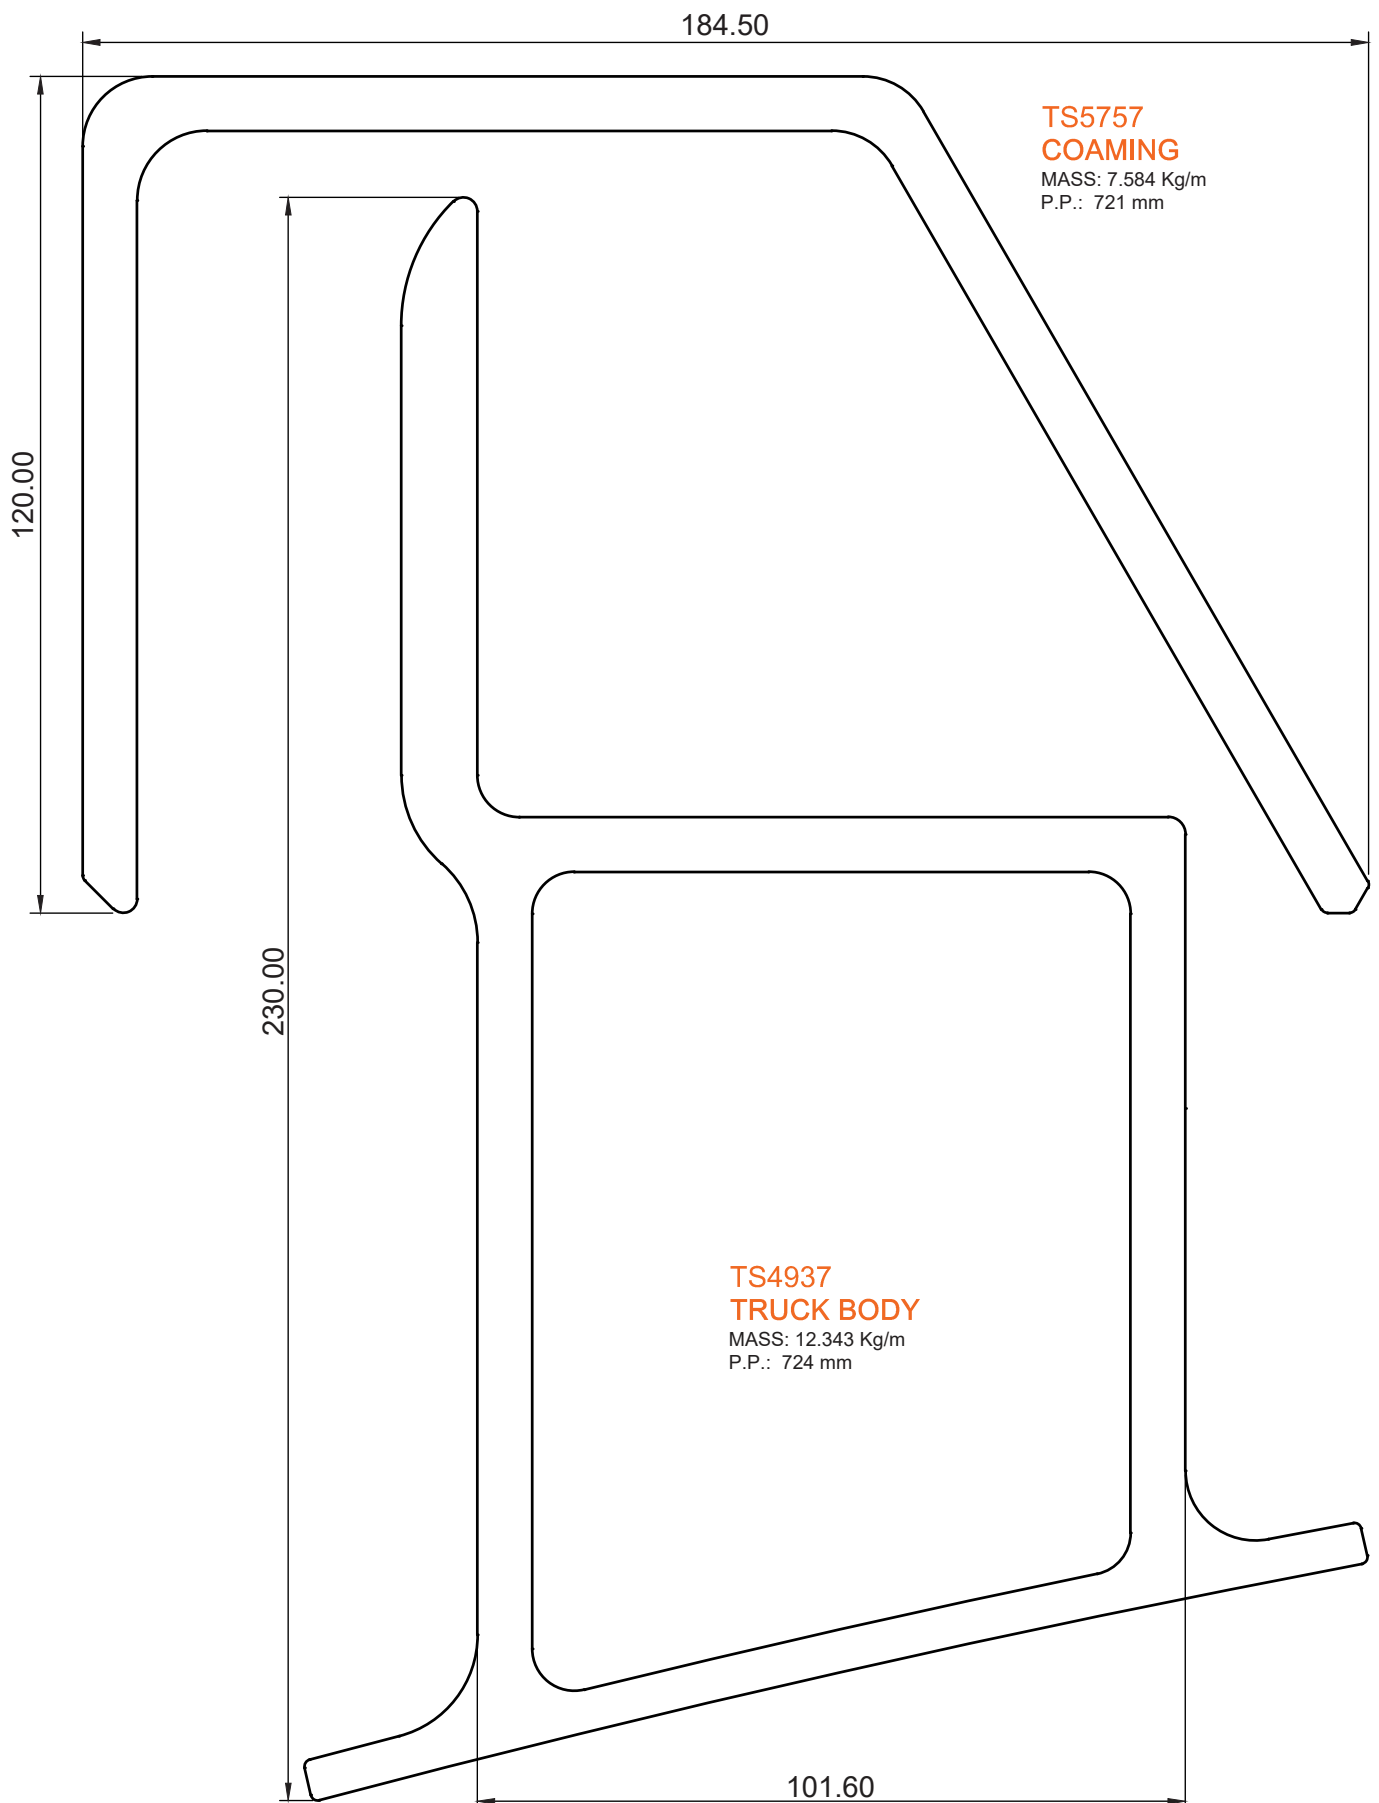 184.50
TS5757
COAMING
MASS: 7.584 Kg/m
P.P.: 721 mm
120.00
230.00
TS4937
TRUCK BODY
MASS: 12.343 Kg/m
P.P.: 724 mm
101.60